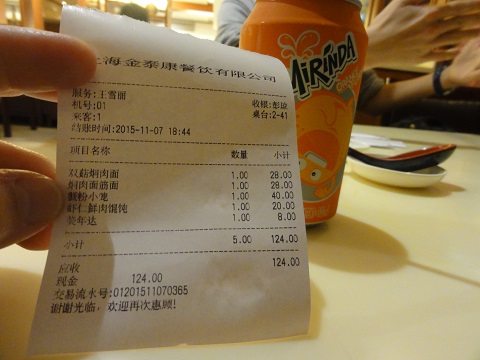 上海金泰康餐饮有限公司
服务:王雪丽
机号:01 收银:彭敏
来客:1 桌台:2-41
结账时间:2015-11-07 18:44
项目名称 数量 小计
双菇焖肉面 1.00 28.00
焖肉面筋面 1.00 28.00
粉小笼 1.00 40.00
虾仁鲜肉馄饨 1.00 20.00
美年达 1.00 8.00
小计 5.00 124.00
应收 124.00
现金 124.00
交易流水号:01201511070365
谢谢光临，欢迎再次惠顾!
MIRINDA